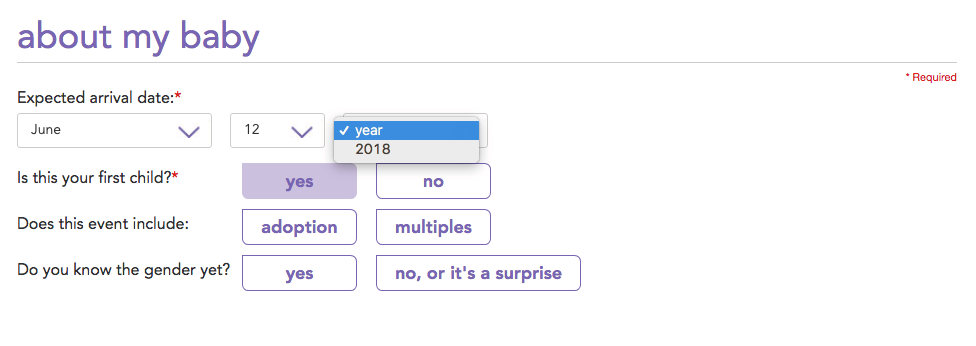 about my baby
* Required
Expected arrival date:*
June 12 ✓ year
2018
Is this your first child?* yes no
Does this event include: adoption multiples
Do you know the gender yet? yes no, or it's a surprise